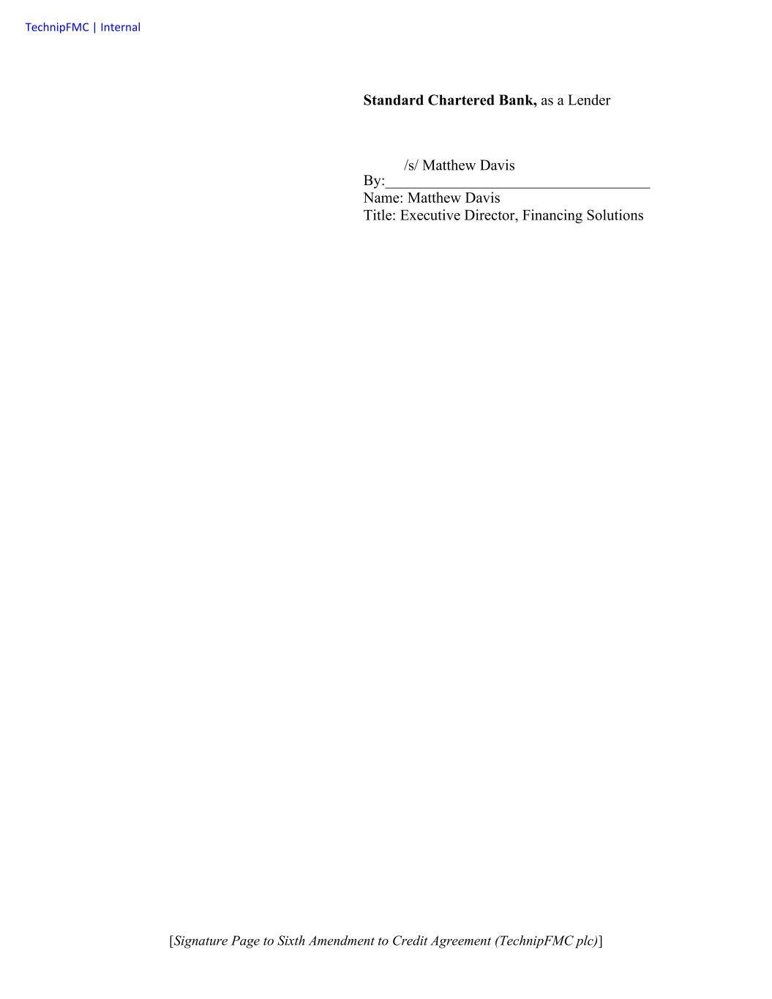 TechnipFMC | Internal
Standard Chartered Bank, as a Lender
/s/ Matthew Davis
By:____________________________________
Name: Matthew Davis
Title: Executive Director, Financing Solutions
[Signature Page to Sixth Amendment to Credit Agreement (TechnipFMC plc)]